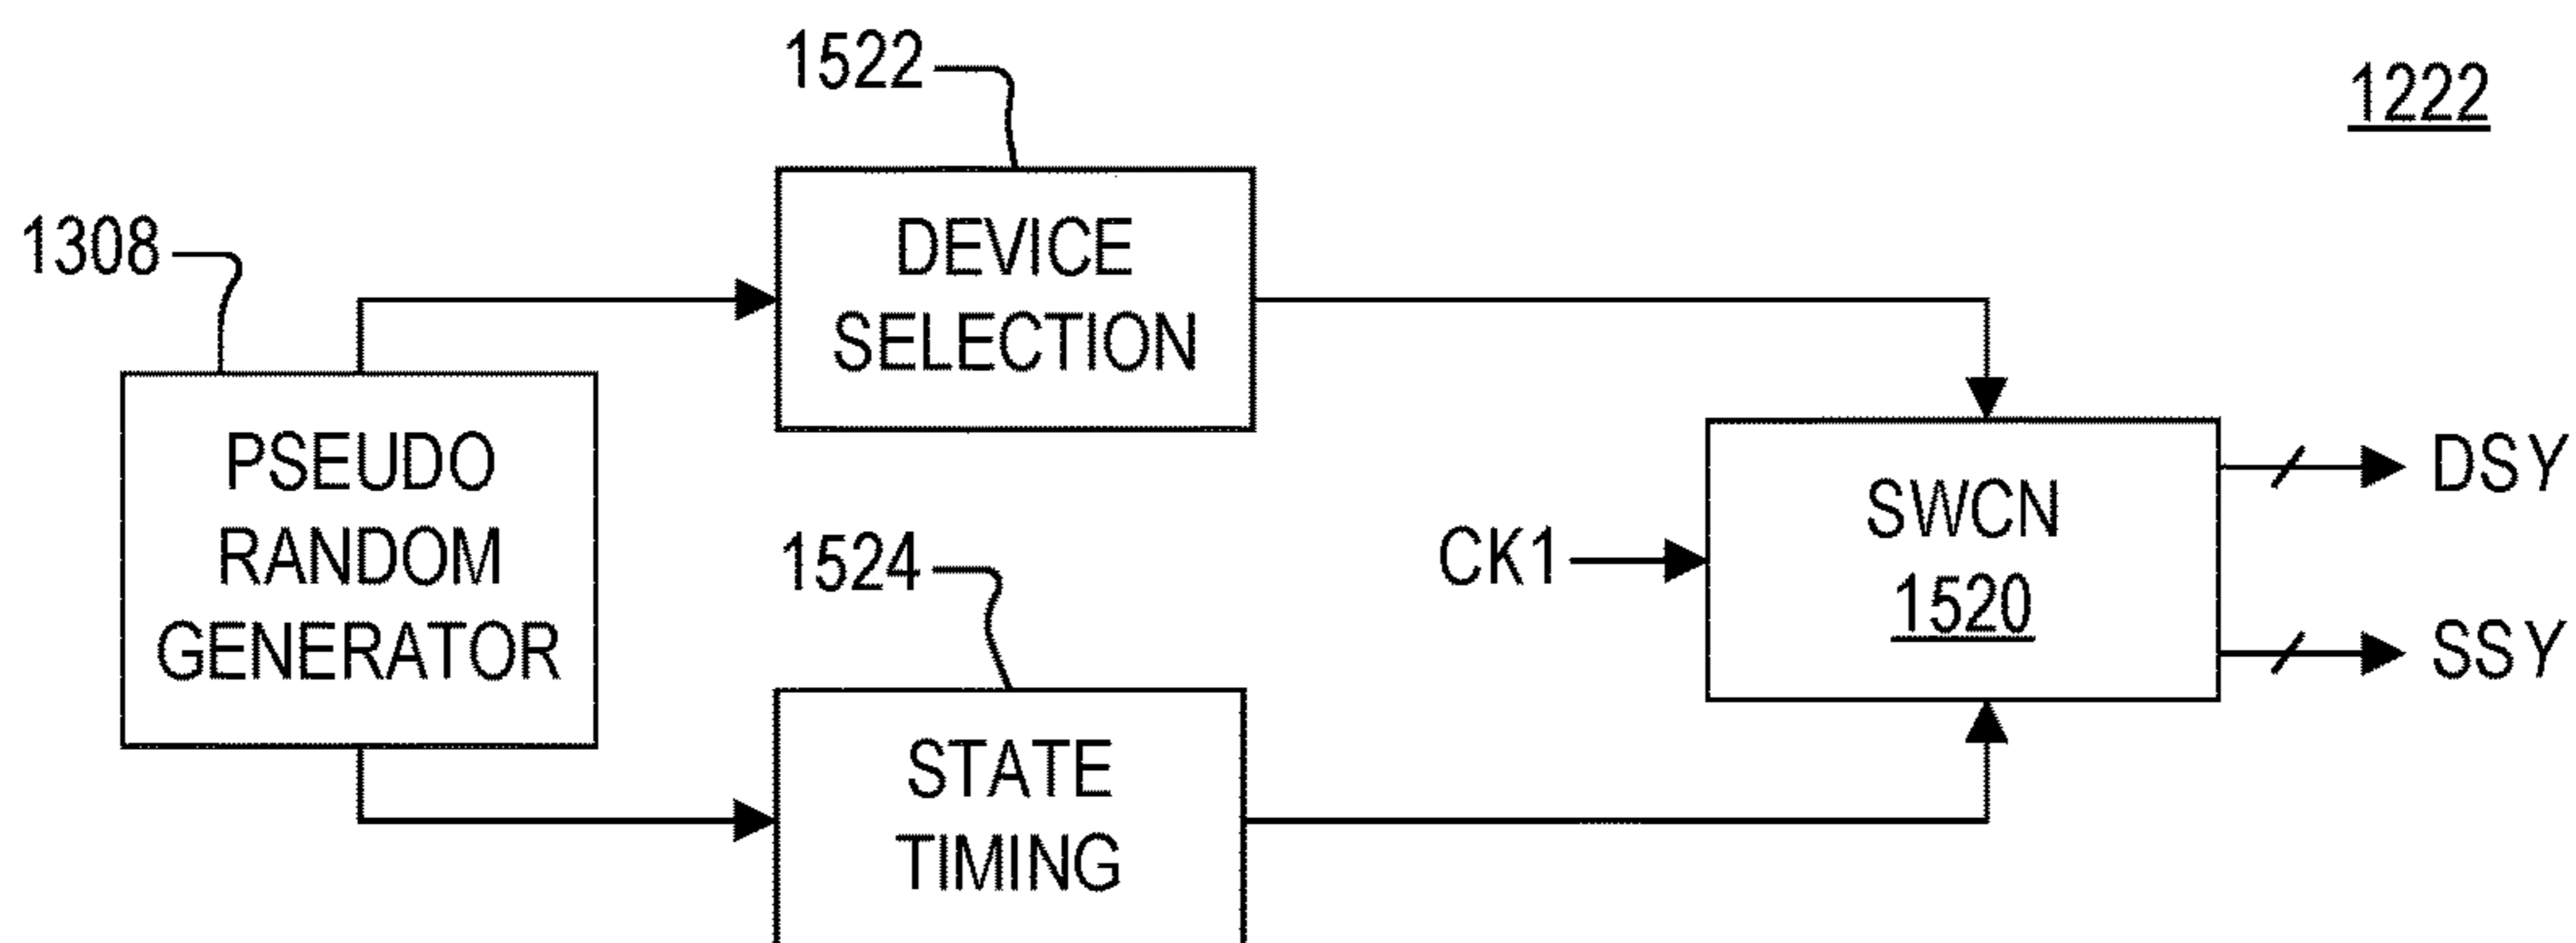 1522
1222
1308
DEVICE
SELECTION
PSEUDO
RANDOM
GENERATOR
1524
CK1
SWCN
1520
DSY
SSY
STATE
TIMING